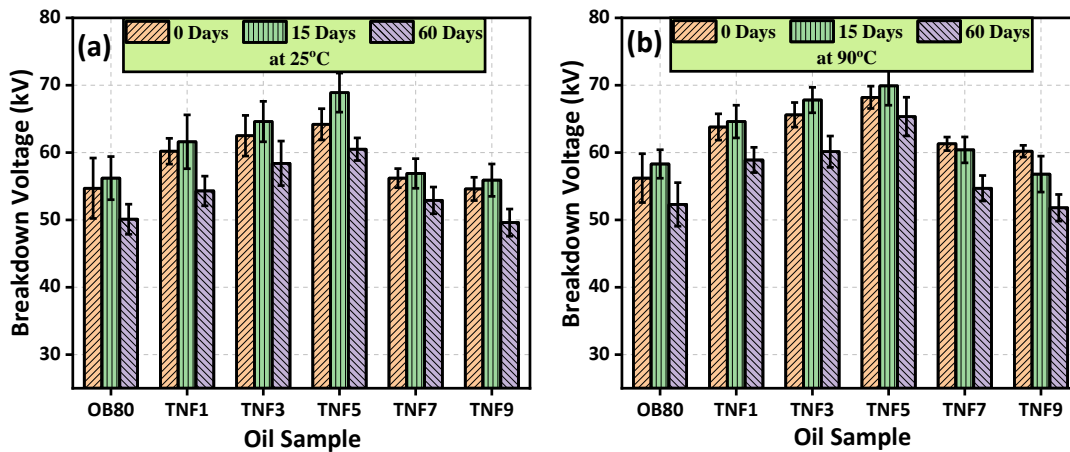 (a)
0 Days 15 Days 60 Days
at 25°C
80
70
60
50
40
30
Breakdown Voltage (kV)
OB80 TNF1 TNF3 TNF5 TNF7 TNF9
Oil Sample
(b)
0 Days 15 Days 60 Days
at 90°C
80
70
60
50
40
30
Breakdown Voltage (kV)
OB80 TNF1 TNF3 TNF5 TNF7 TNF9
Oil Sample